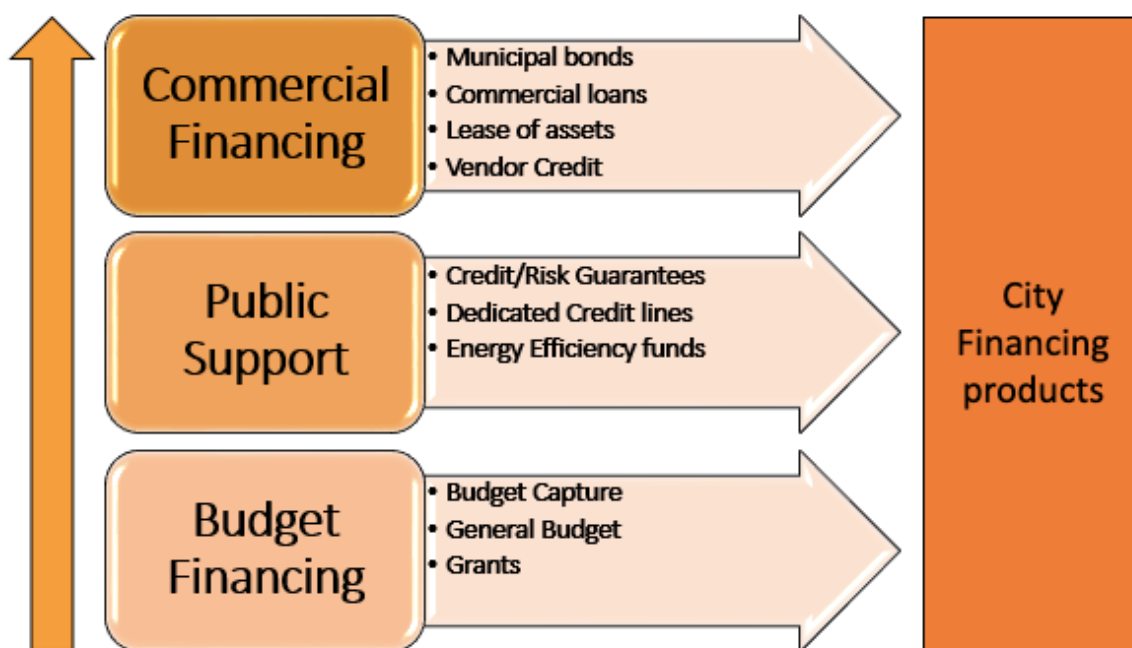 Commercial
Financing
• Municipal bonds
• Commercial loans
• Lease of assets
• Vendor Credit
Public
Support
• Credit/Risk Guarantees
• Dedicated Credit lines
• Energy Efficiency funds
Budget
Financing
• Budget Capture
• General Budget
• Grants
City
Financing
products